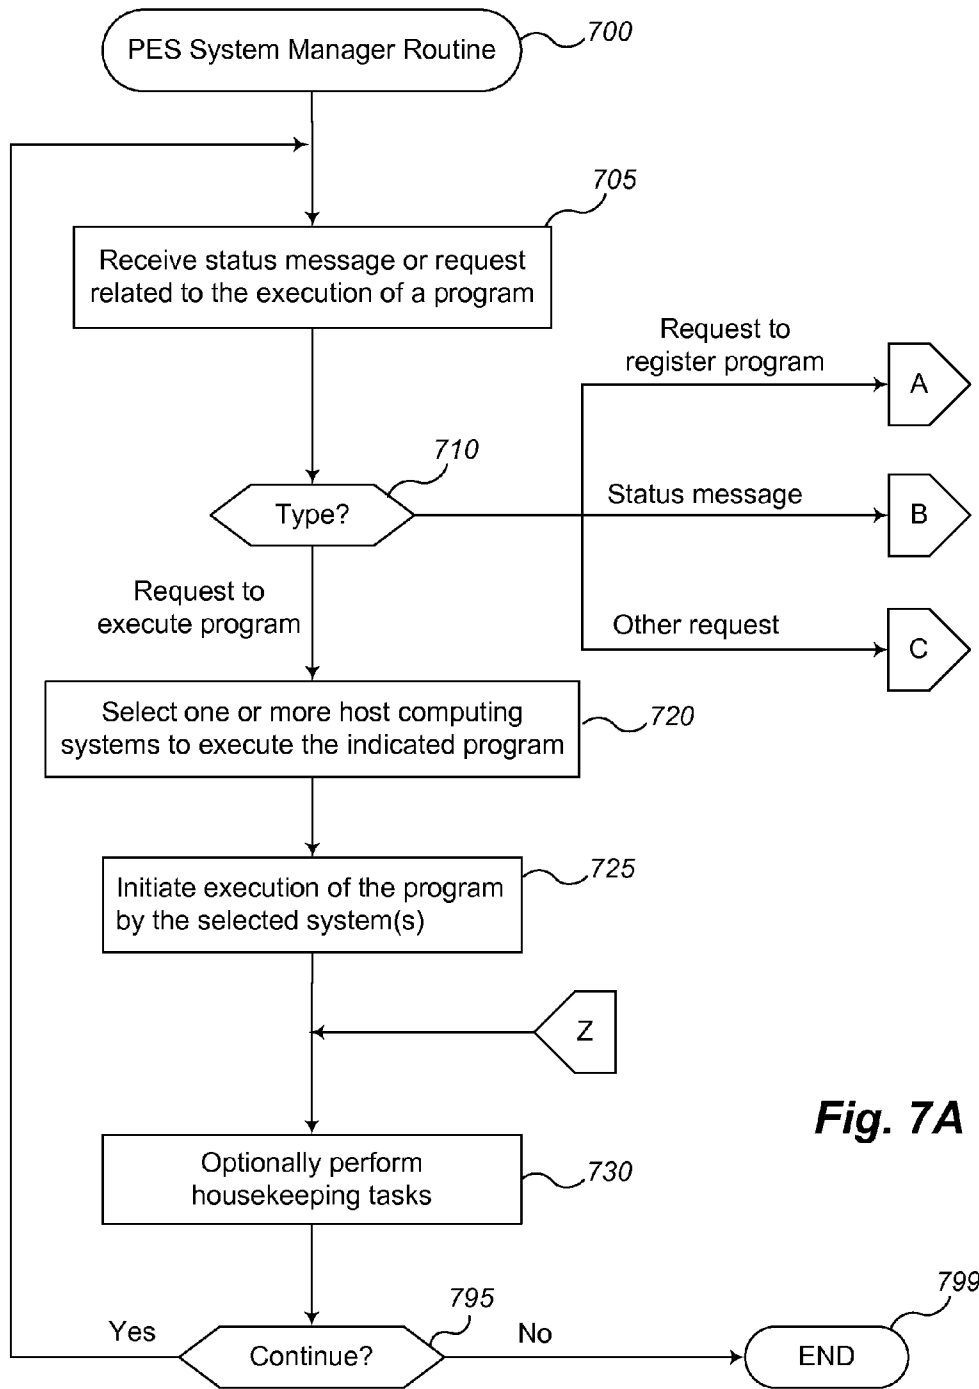 PES System Manager Routine
700
705
Receive status message or request
related to the execution of a program
Request to
register program
A
710
Type?
Status message
B
Request to
execute program
Other request
C
Select one or more host computing
systems to execute the indicated program
720
Initiate execution of the program
by the selected system(s)
725
Z
Fig. 7A
Optionally perform
housekeeping tasks
730
795
799
Yes
Continue?
No
END